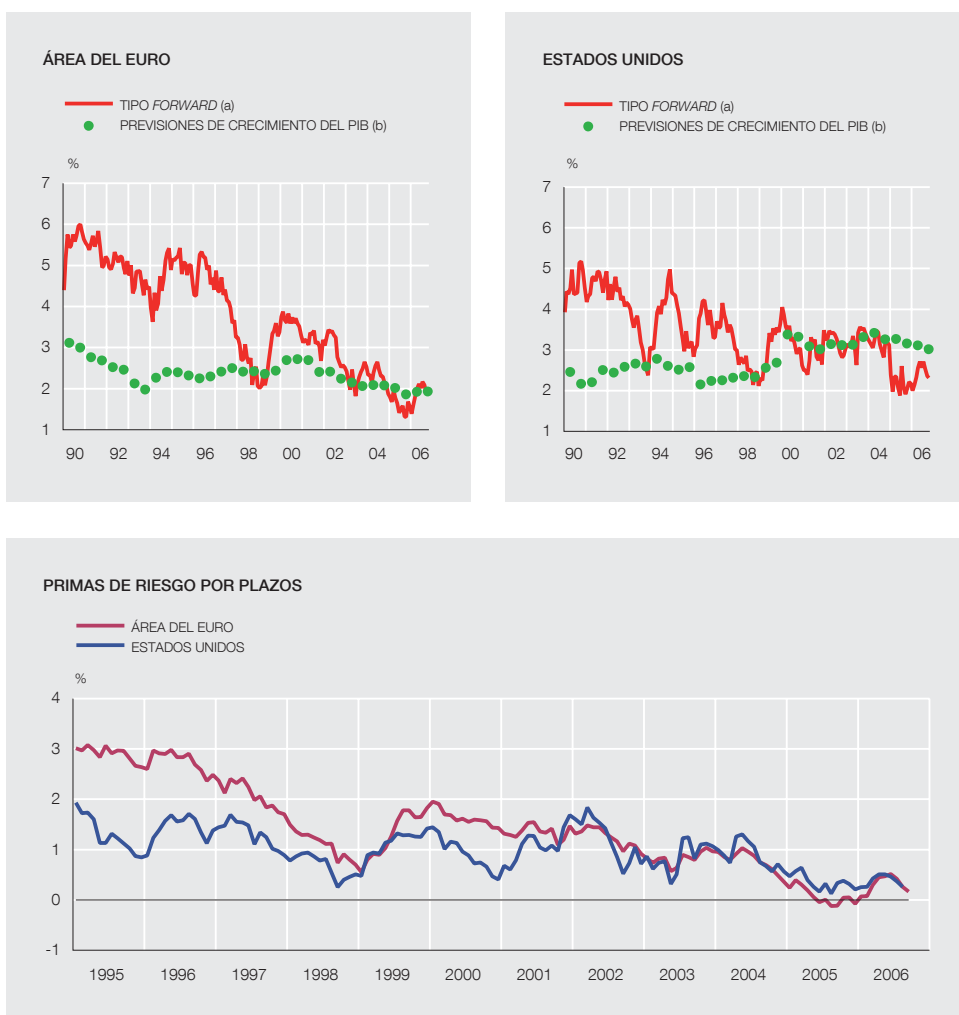 ÁREA DEL EURO
TIPO FORWARD (a)
PREVISIONES DE CRECIMIENTO DEL PIB (b)
%
7
6
5
4
3
2
1
90 92 94 96 98 00 02 04 06
ESTADOS UNIDOS
TIPO FORWARD (a)
PREVISIONES DE CRECIMIENTO DEL PIB (b)
%
7
6
5
4
3
2
1
90 92 94 96 98 00 02 04 06
PRIMAS DE RIESGO POR PLAZOS
ÁREA DEL EURO
ESTADOS UNIDOS
%
4
3
2
1
0
-1
1995 1996 1997 1998 1999 2000 2001 2002 2003 2004 2005 2006